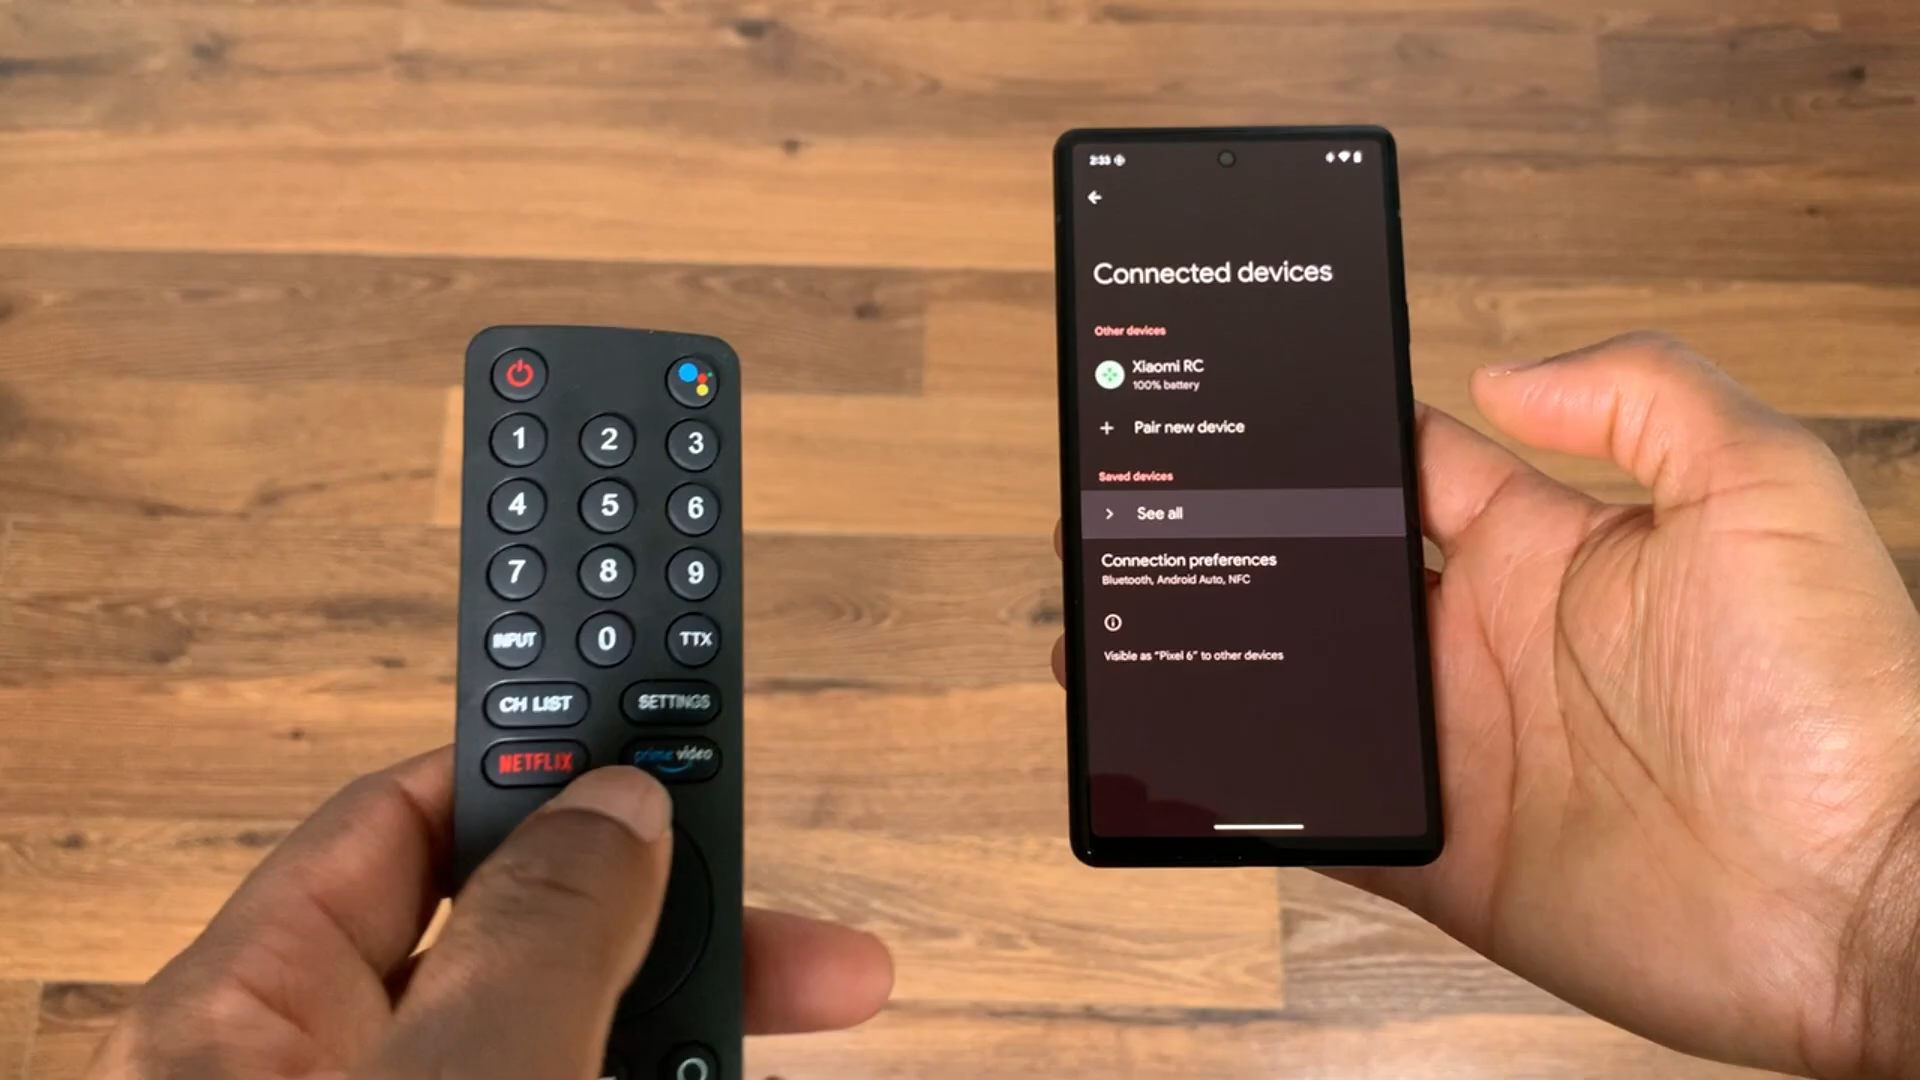 1 2 3
4 5 6
7 8 9
INPUT 0 TTX
CH LIST SETTINGS
NETFLIX prime video
2:33
Connected devices
Other devices
Xiaomi RC
100% battery
+ Pair new device
Saved devices
> See all
Connection preferences
Bluetooth, Android Auto, NFC
Visible as “Pixel 6” to other devices